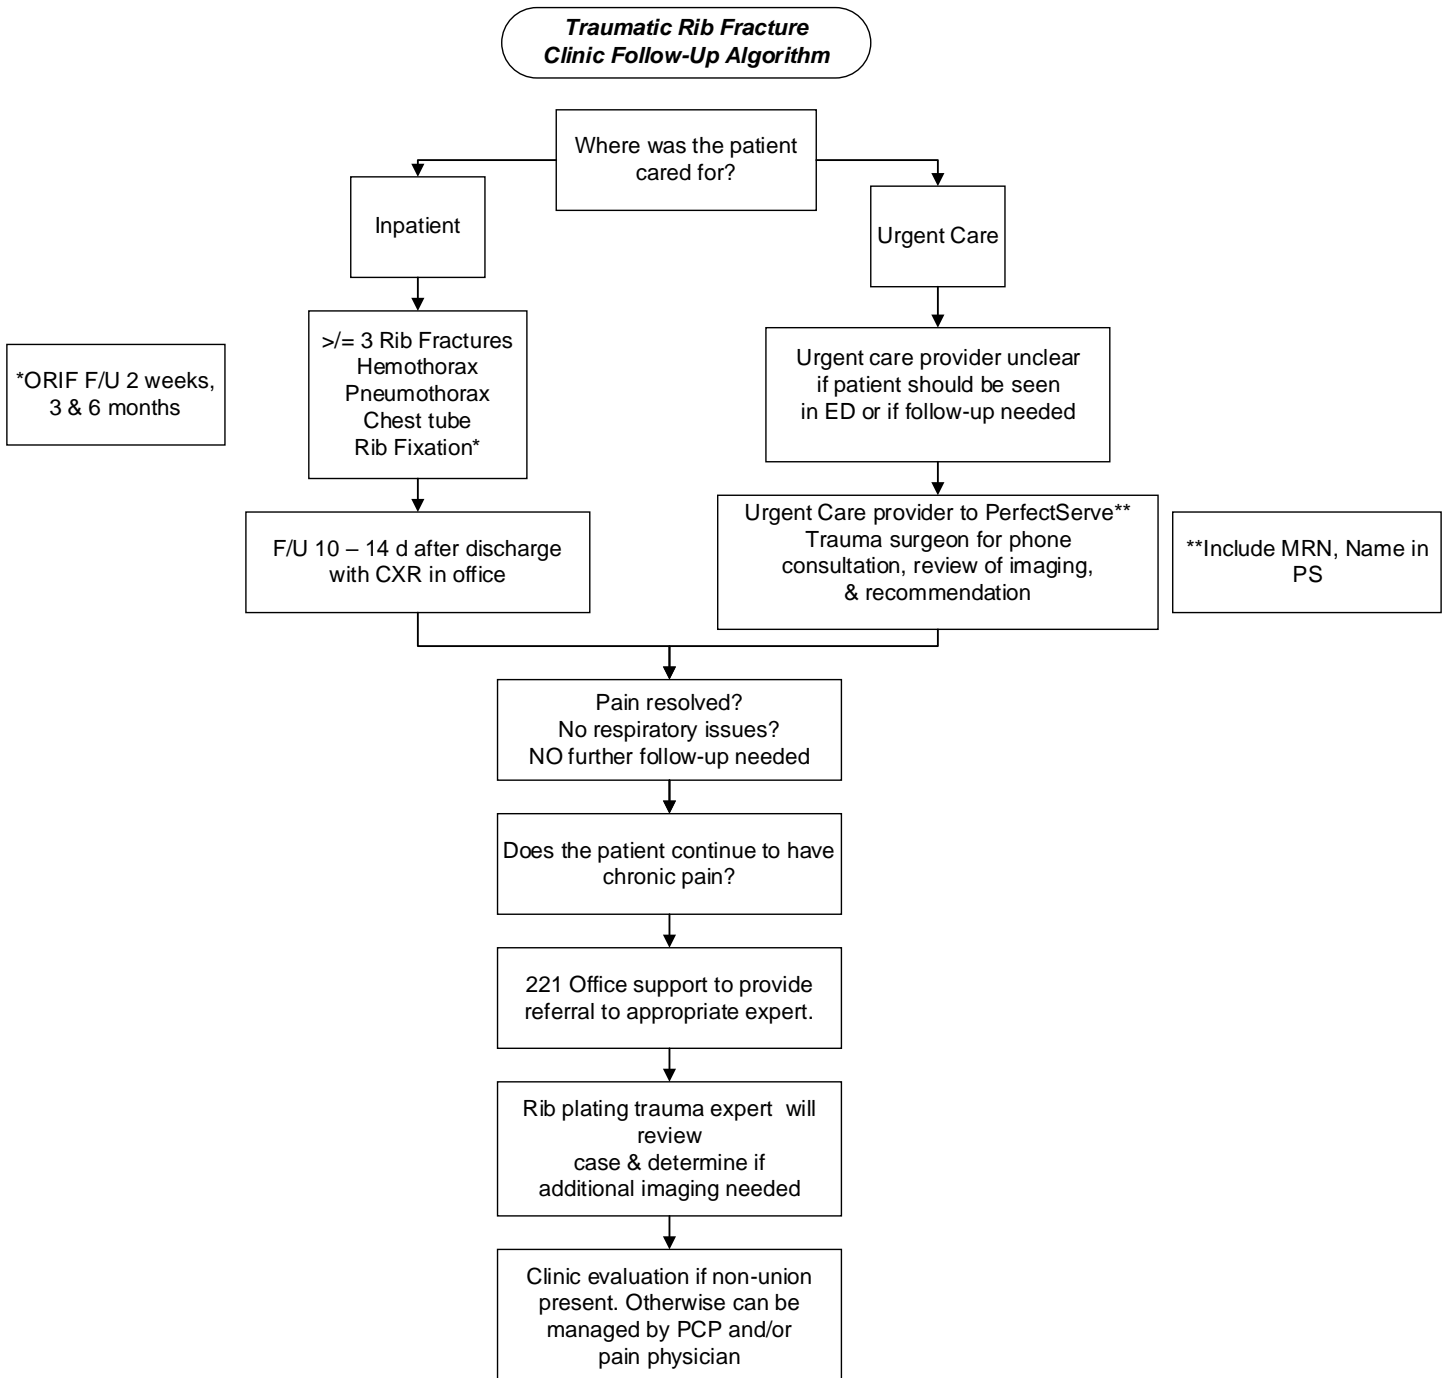 Traumatic Rib Fracture
Clinic Follow-Up Algorithm
Where was the patient
cared for?
Inpatient
Urgent Care
>/= 3 Rib Fractures
Hemothorax
Pneumothorax
Chest tube
Rib Fixation*
*ORIF F/U 2 weeks,
3 & 6 months
Urgent care provider unclear
if patient should be seen
in ED or if follow-up needed
F/U 10 – 14 d after discharge
with CXR in office
Urgent Care provider to PerfectServe**
Trauma surgeon for phone
consultation, review of imaging,
& recommendation
**Include MRN, Name in
PS
Pain resolved?
No respiratory issues?
NO further follow-up needed
Does the patient continue to have
chronic pain?
221 Office support to provide
referral to appropriate expert.
Rib plating trauma expert will
review
case & determine if
additional imaging needed
Clinic evaluation if non-union
present. Otherwise can be
managed by PCP and/or
pain physician